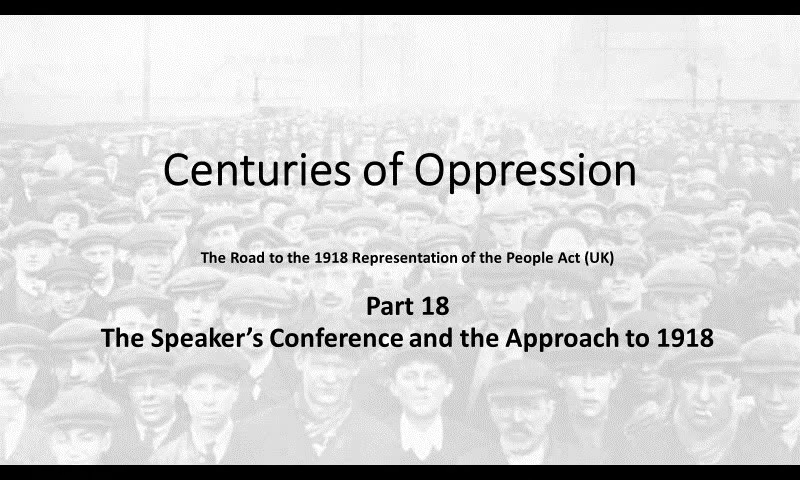 Centuries of Oppression
The Road to the 1918 Representation of the People Act (UK)
Part 18
The Speaker’s Conference and the Approach to 1918